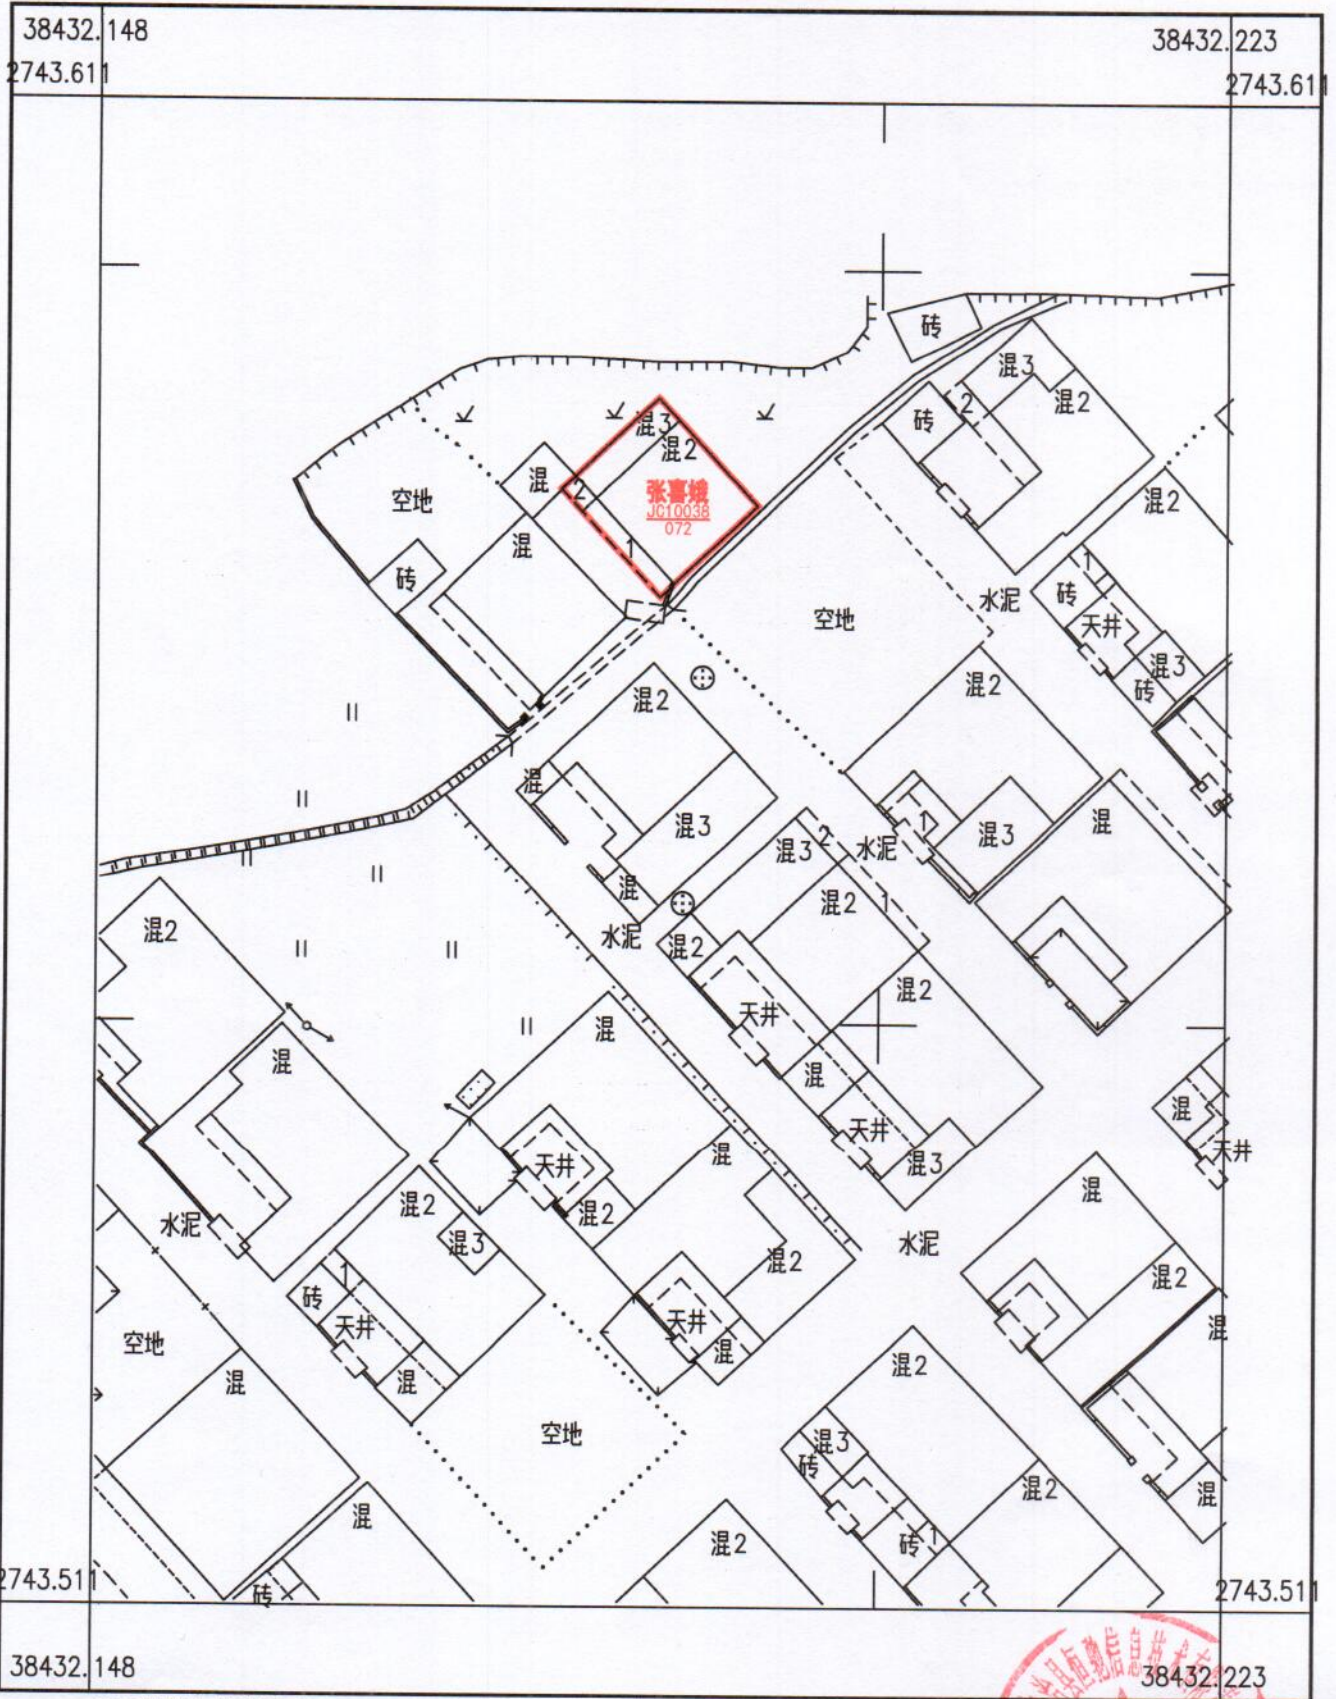 38432.148
38432.223
2743.611
2743.611
砖
混3
混2
砖
2
混3
混2
混
2
张喜娥
JC10038
072
空地
混2
混
1
砖
水泥
空地
1
砖
天井
混3
砖
混2
混2
混
混3
1
混3
混
混3
2
水泥
混2
1
混
水泥
混2
混2
混2
天井
混
混
混
天井
混3
混
天井
混
天井
混2
混2
混
混2
水泥
混3
水泥
混2
混2
1
砖
天井
天井
混
混
混
空地
混
混2
空地
混3
砖
混2
混
混
砖
1
混2
2743.511
砖
2743.511
38432.148
38432.223